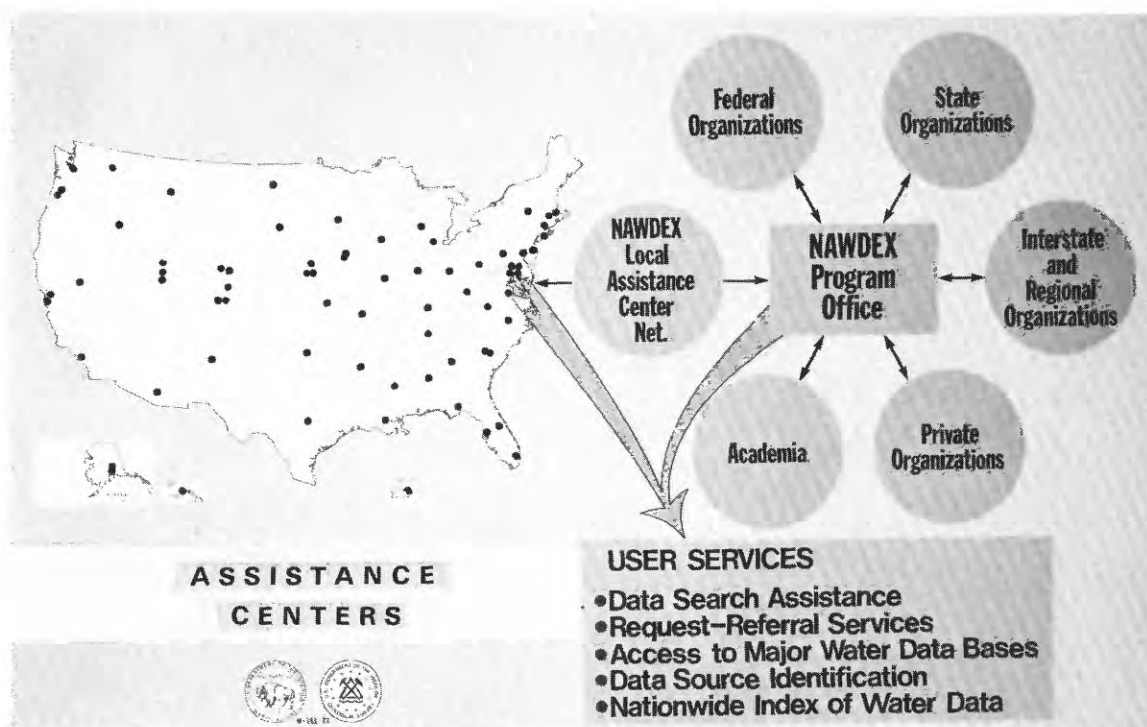 Federal
Organizations
State
Organizations
NAWDEX
Local
Assistance
Center
Net.
NAWDEX
Program
Office
Interstate
and
Regional
Organizations
Academia
Private
Organizations
ASSISTANCE
CENTERS
USER SERVICES
•Data Search Assistance
•Request-Referral Services
•Access to Major Water Data Bases
•Data Source Identification
•Nationwide Index of Water Data